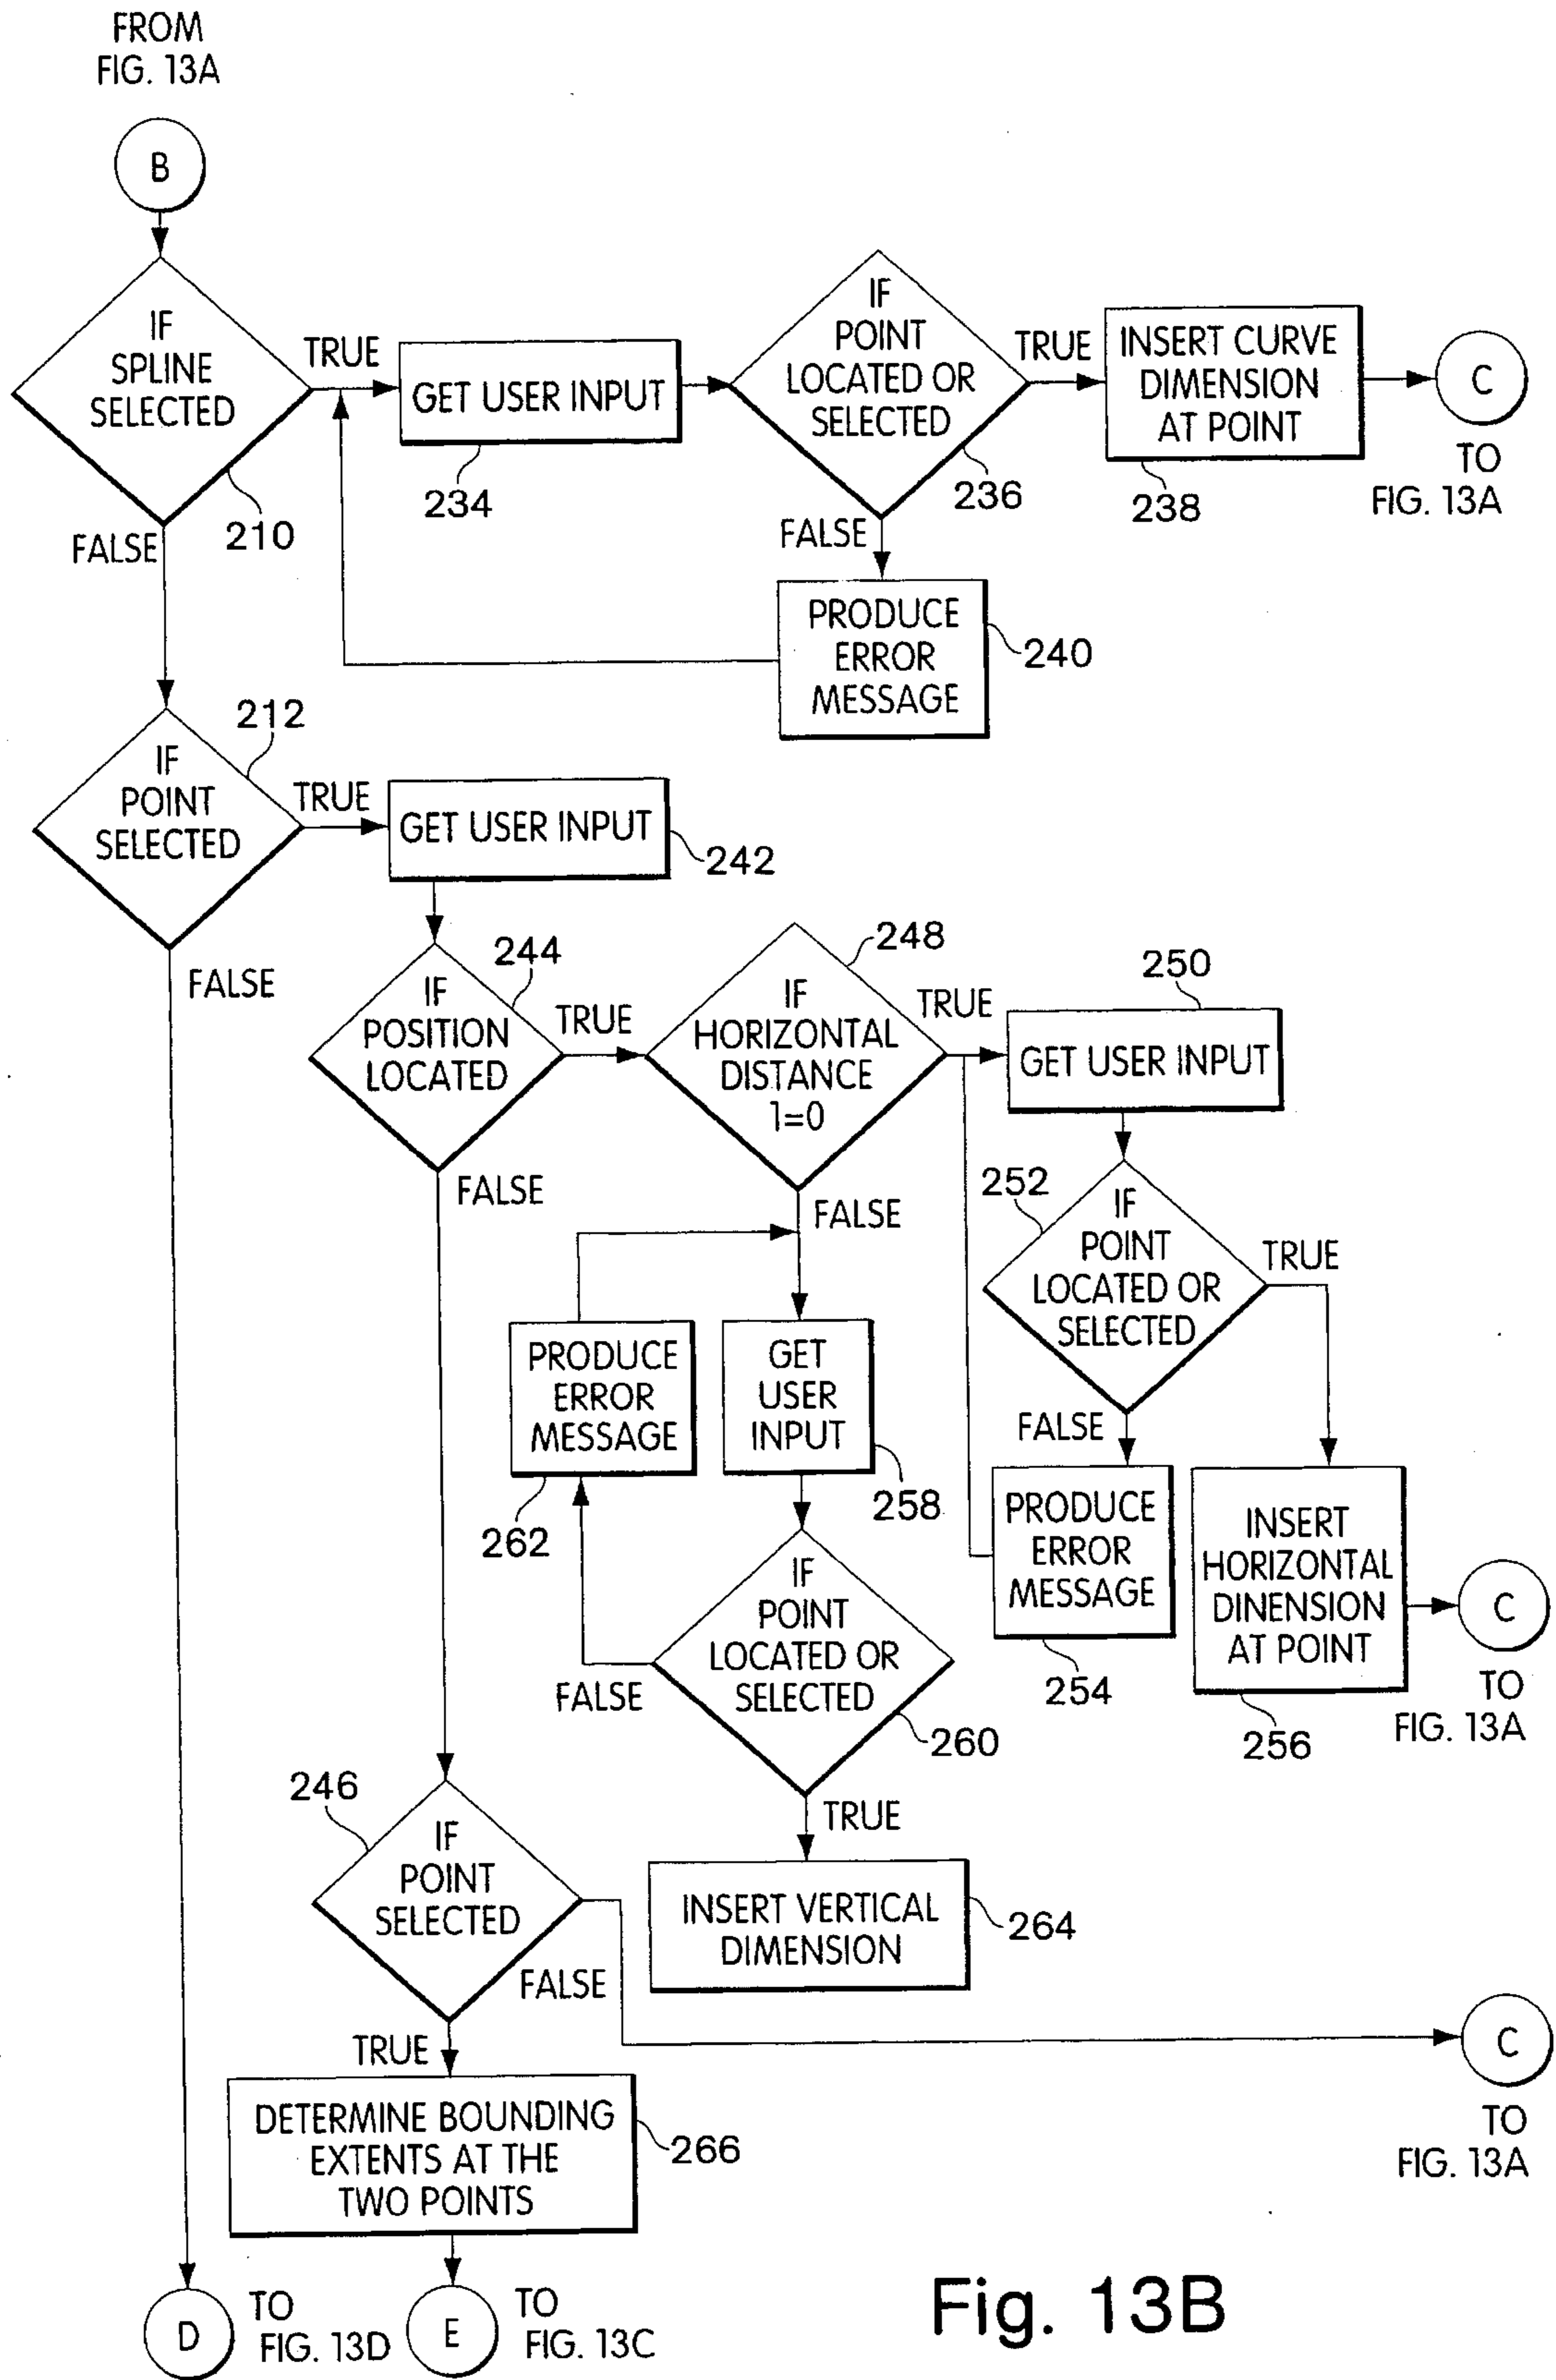 FROM
FIG. 13A
B
IF
SPLINE
SELECTED
TRUE
FALSE
210
GET USER INPUT
234
IF
POINT
LOCATED OR
SELECTED
236
TRUE
FALSE
INSERT CURVE
DIMENSION
AT POINT
238
C
TO
FIG. 13A
PRODUCE
ERROR
MESSAGE
240
212
IF
POINT
SELECTED
TRUE
FALSE
GET USER INPUT
242
244
IF
POSITION
LOCATED
TRUE
FALSE
248
IF
HORIZONTAL
DISTANCE
1=0
TRUE
FALSE
250
GET USER INPUT
252
IF
POINT
LOCATED OR
SELECTED
TRUE
FALSE
PRODUCE
ERROR
MESSAGE
262
GET
USER
INPUT
258
PRODUCE
ERROR
MESSAGE
254
INSERT
HORIZONTAL
DINENSION
AT POINT
256
C
TO
FIG. 13A
IF
POINT
LOCATED OR
SELECTED
FALSE
260
TRUE
INSERT VERTICAL
DIMENSION
264
246
IF
POINT
SELECTED
FALSE
TRUE
C
TO
FIG. 13A
DETERMINE BOUNDING
EXTENTS AT THE
TWO POINTS
266
D
TO
FIG. 13D
E
TO
FIG. 13C
Fig. 13B